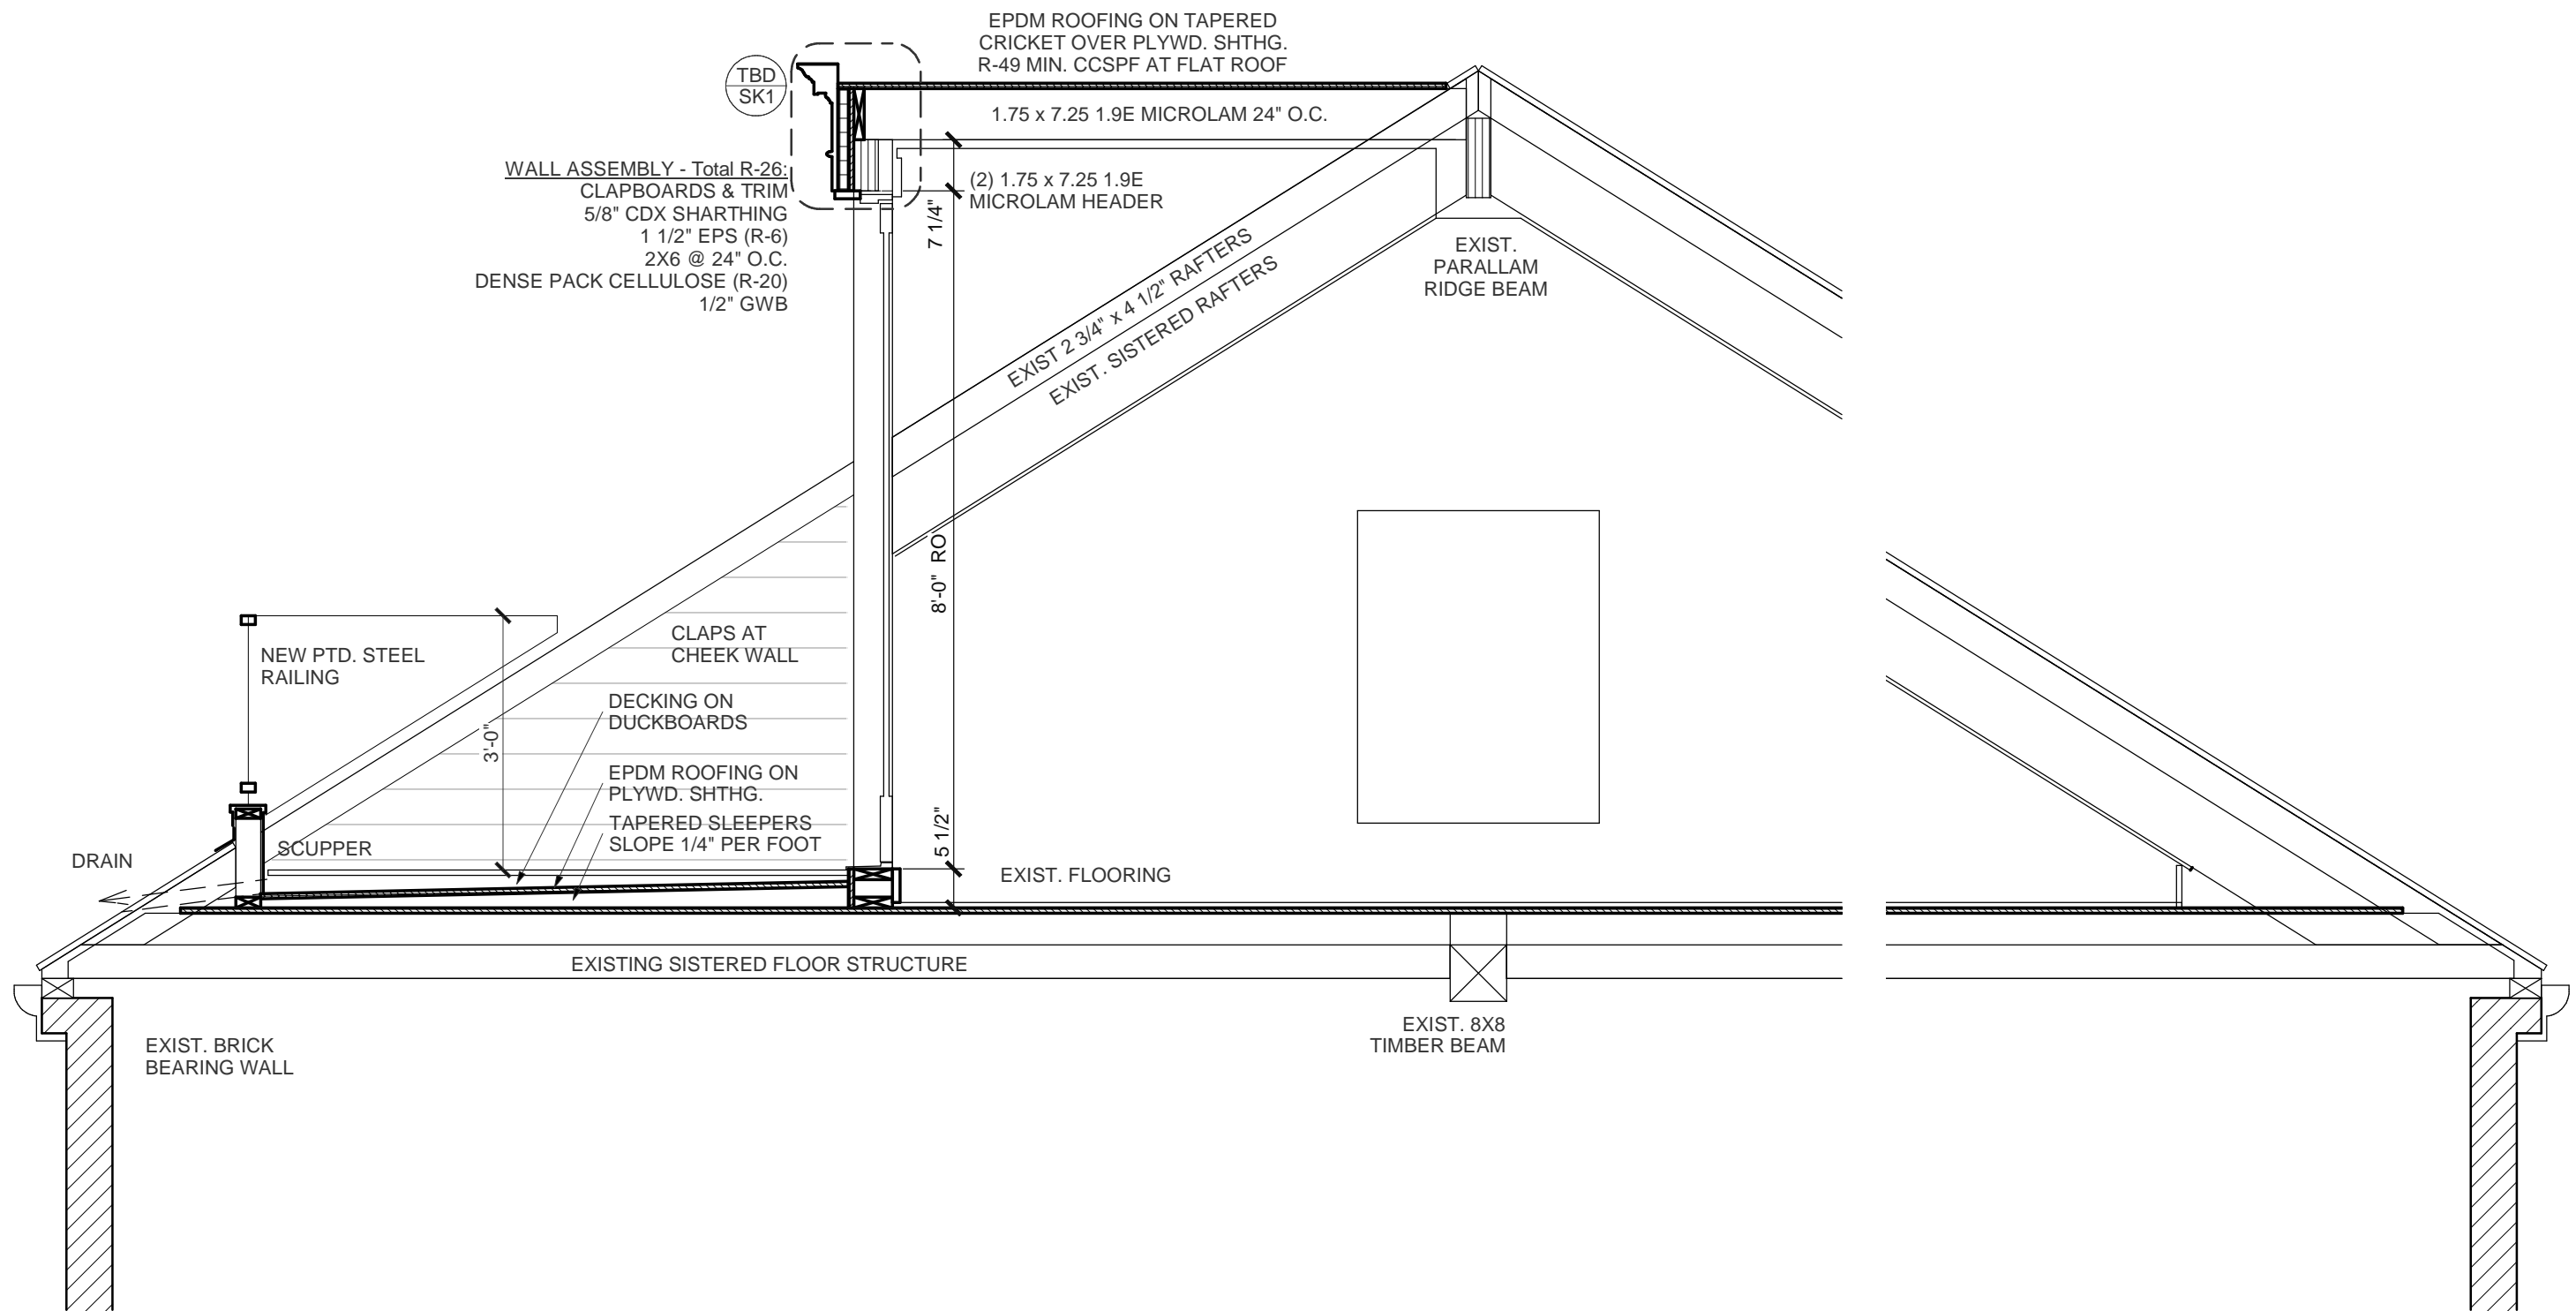 EPDM ROOFING ON TAPERED
CRICKET OVER PLYWD. SHTHG.
R-49 MIN. CCSPF AT FLAT ROOF
TBD
SK1
1.75 x 7.25 1.9E MICROLAM 24" O.C.
WALL ASSEMBLY - Total R-26:
CLAPBOARDS & TRIM
5/8" CDX SHARTHING
1 1/2" EPS (R-6)
2X6 @ 24" O.C.
DENSE PACK CELLULOSE (R-20)
1/2" GWB
(2) 1.75 x 7.25 1.9E
MICROLAM HEADER
7 1/4"
EXIST 2 3/4" x 4 1/2" RAFTERS
EXIST. SISTERED RAFTERS
EXIST.
PARALLAM
RIDGE BEAM
8'-0" RO
CLAPS AT
CHEEK WALL
NEW PTD. STEEL
RAILING
3'-0"
DECKING ON
DUCKBOARDS
EPDM ROOFING ON
PLYWD. SHTHG.
TAPERED SLEEPERS
SLOPE 1/4" PER FOOT
5 1/2"
SCUPPER
DRAIN
EXIST. FLOORING
EXISTING SISTERED FLOOR STRUCTURE
EXIST. BRICK
BEARING WALL
EXIST. 8X8
TIMBER BEAM